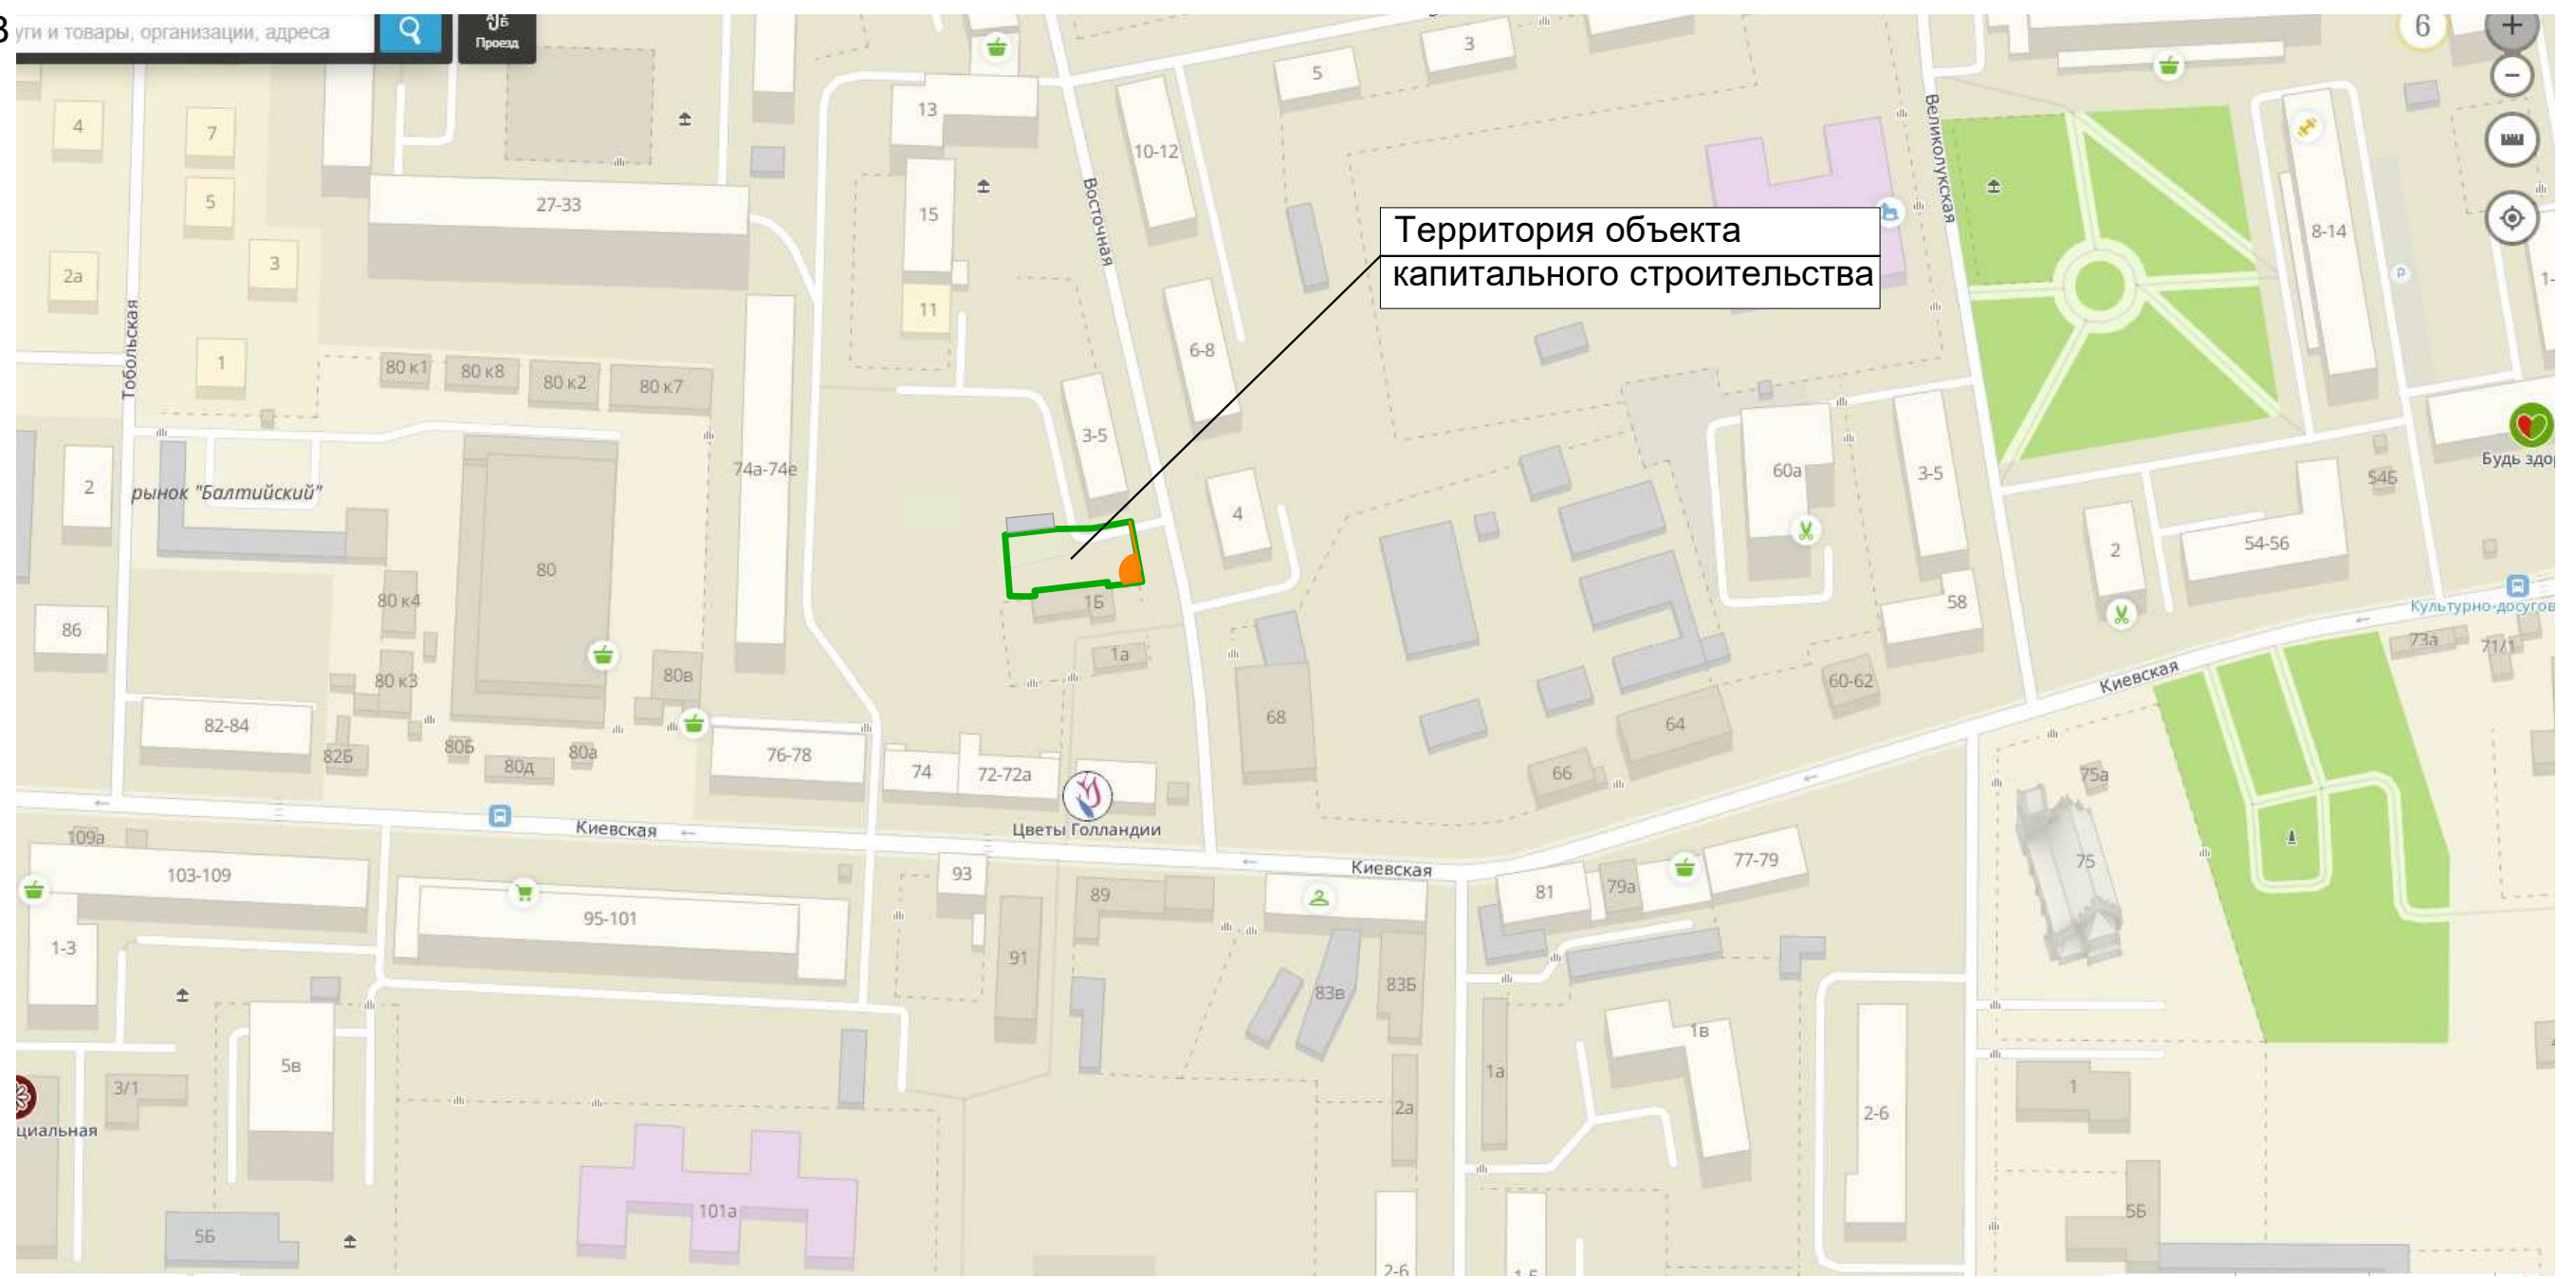 уги и товары, организации, адреса
Проезд
6
3
5
13
4
7
10-12
Восточная
Великолукская
27-33
5
15
Территория объекта
капитального строительства
8-14
P
2а
3
11
Тобольская
1
6-8
80 к1
80 к8
80 к2
80 к7
3-5
74а-74е
60а
3-5
Будь здо
2
рынок "Балтийский"
4
54Б
2
54-56
80
80 к4
1Б
58
Культурно-досугов
86
1а
73а
71/1
80 к3
80в
60-62
Киевская
82-84
68
64
82Б
80Б
80д
80а
76-78
74
72-72а
66
75а
Киевская
Цветы Голландии
109а
Киевская
77-79
75
103-109
93
89
81
79а
95-101
1-3
91
83в
83Б
1в
5в
3/1
1а
1
2а
2-6
циальная
101а
5Б
5Б
2-6